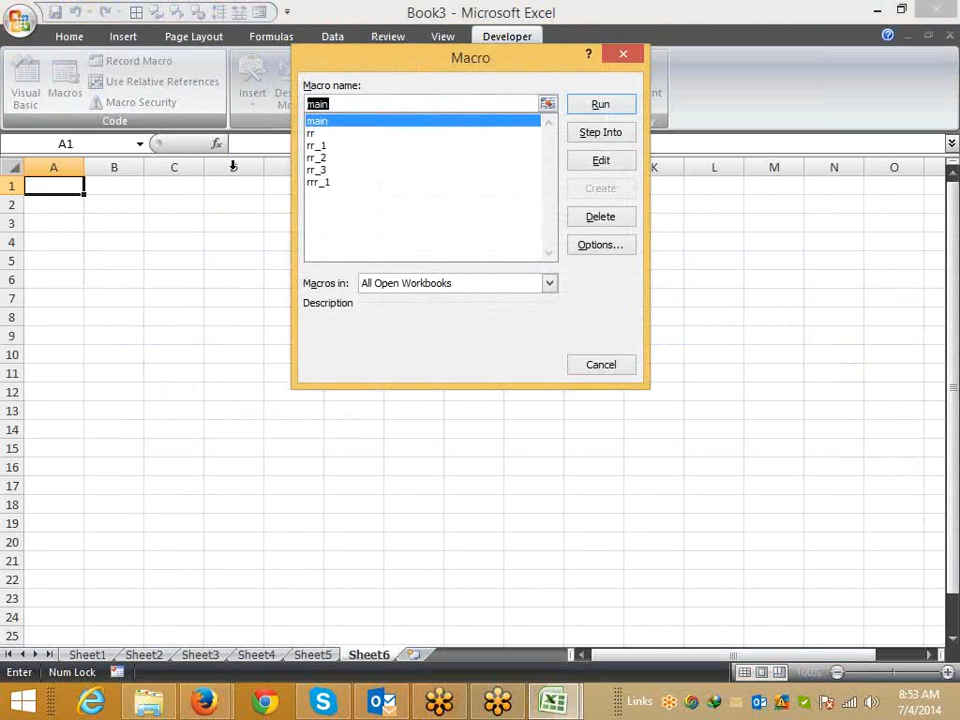 Book3 - Microsoft Excel
Home Insert Page Layout Formulas Data Review View Developer
Visual Basic
Macros
Record Macro
Use Relative References
Macro Security
Code
Insert
Macro
Macro name:
main
main
rr
rr_1
rr_2
rr_3
rrr_1
Run
Step Into
Edit
Create
Delete
Options...
Macros in: All Open Workbooks
Description
Cancel
A1 fx
A B C D K L M N O
1
2
3
4
5
6
7
8
9
10
11
12
13
14
15
16
17
18
19
20
21
22
23
24
25
Sheet1 Sheet2 Sheet3 Sheet4 Sheet5 Sheet6
Enter Num Lock 100%
Links
8:53 AM
7/4/2014